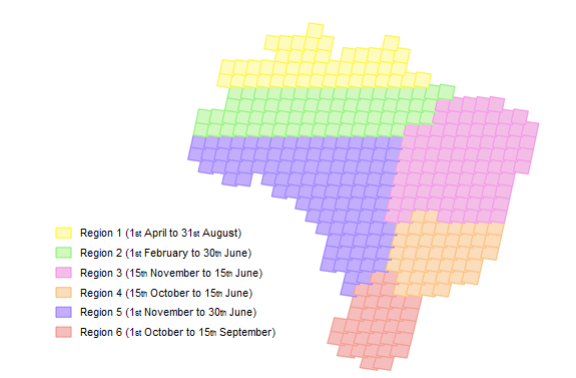 Region 1 (1st April to 31st August)
Region 2 (1st February to 30th June)
Region 3 (15th November to 15th June)
Region 4 (15th October to 15th June)
Region 5 (1st November to 30th June)
Region 6 (1st October to 15th September)